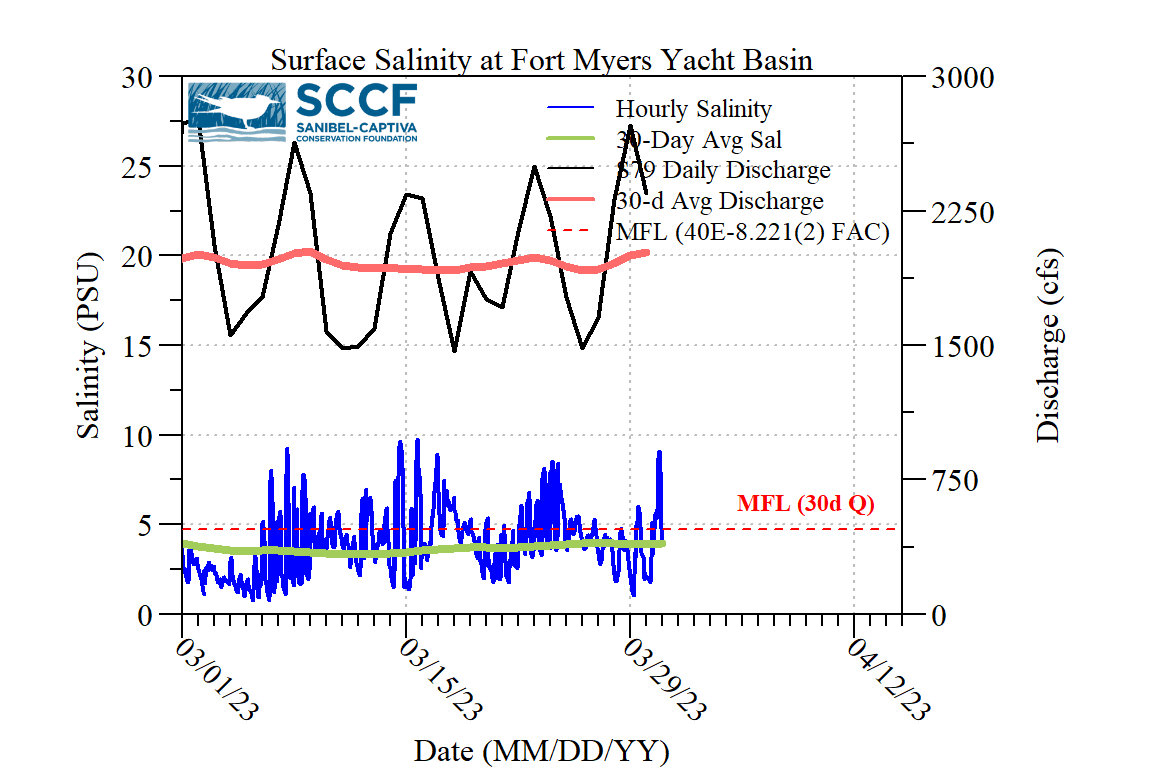 Surface Salinity at Fort Myers Yacht Basin
SCCF
SANIBEL-CAPTIVA
CONSERVATION FOUNDATION
Hourly Salinity
30-Day Avg Sal
S79 Daily Discharge
30-d Avg Discharge
MFL (40E-8.221(2) FAC)
30
25
20
15
10
5
0
Salinity (PSU)
3000
2250
1500
750
0
Discharge (cfs)
MFL (30d Q)
03/01/23
03/15/23
03/29/23
04/12/23
Date (MM/DD/YY)